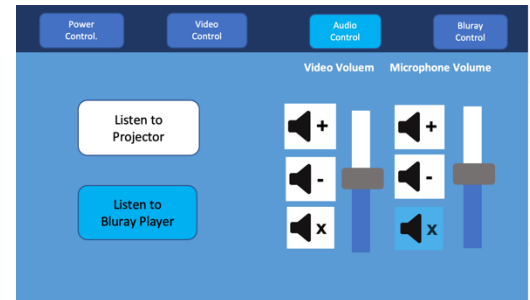 Power
Control.
Video
Control
Audio
Control
Bluray
Control
Video Voluem
Microphone Volume
Listen to
Projector
Listen to
Bluray Player
+
+
-
-
x
x